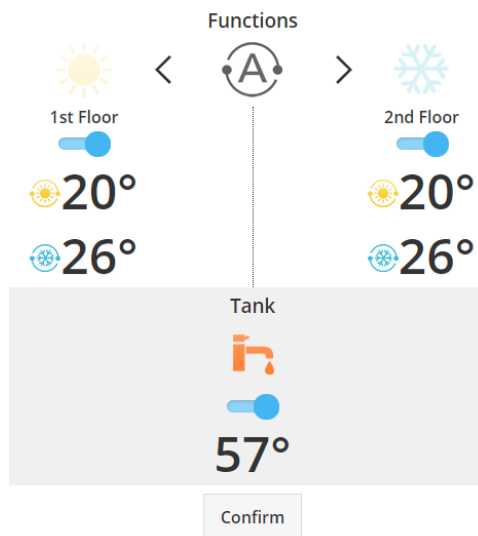 Functions
A
1st Floor
2nd Floor
20°
20°
26°
26°
Tank
57°
Confirm